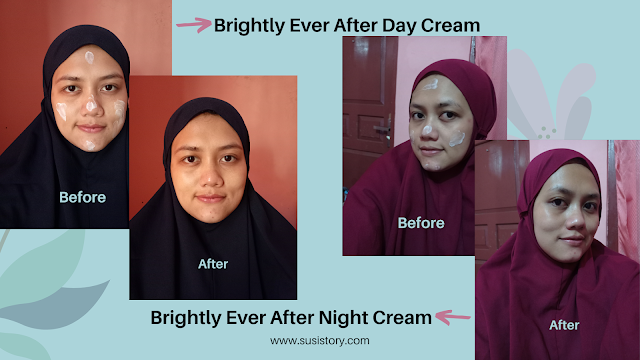 Brightly Ever After Day Cream
Before
After
Before
After
Brightly Ever After Night Cream
www.susistory.com